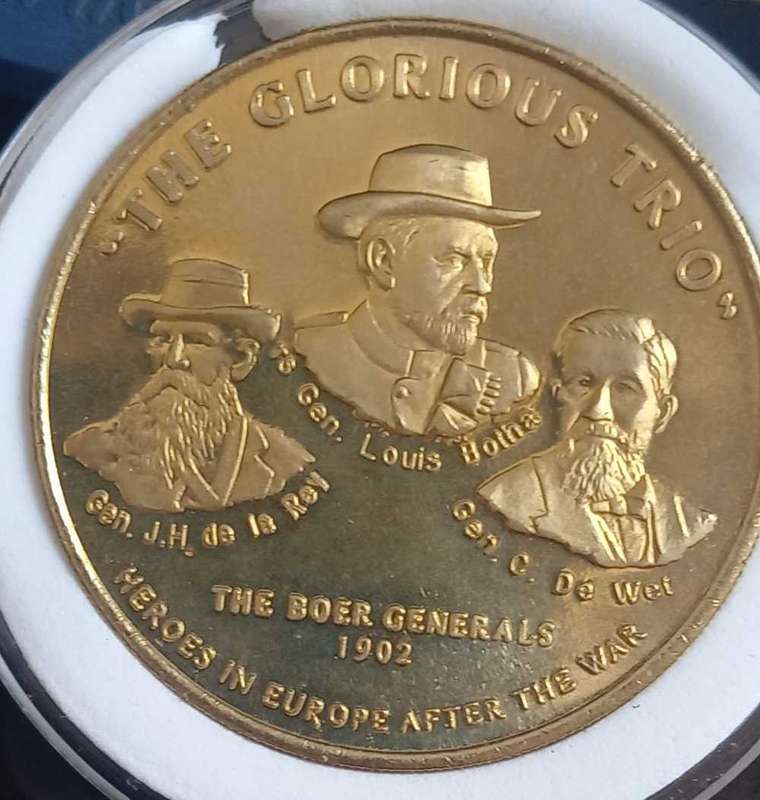 "THE GLORIOUS TRIO"
Gen. Louis Botha
Gen. J.H. de la Rey
Gen. C. De Wet
THE BOER GENERALS
1902
HEROES IN EUROPE AFTER THE WAR